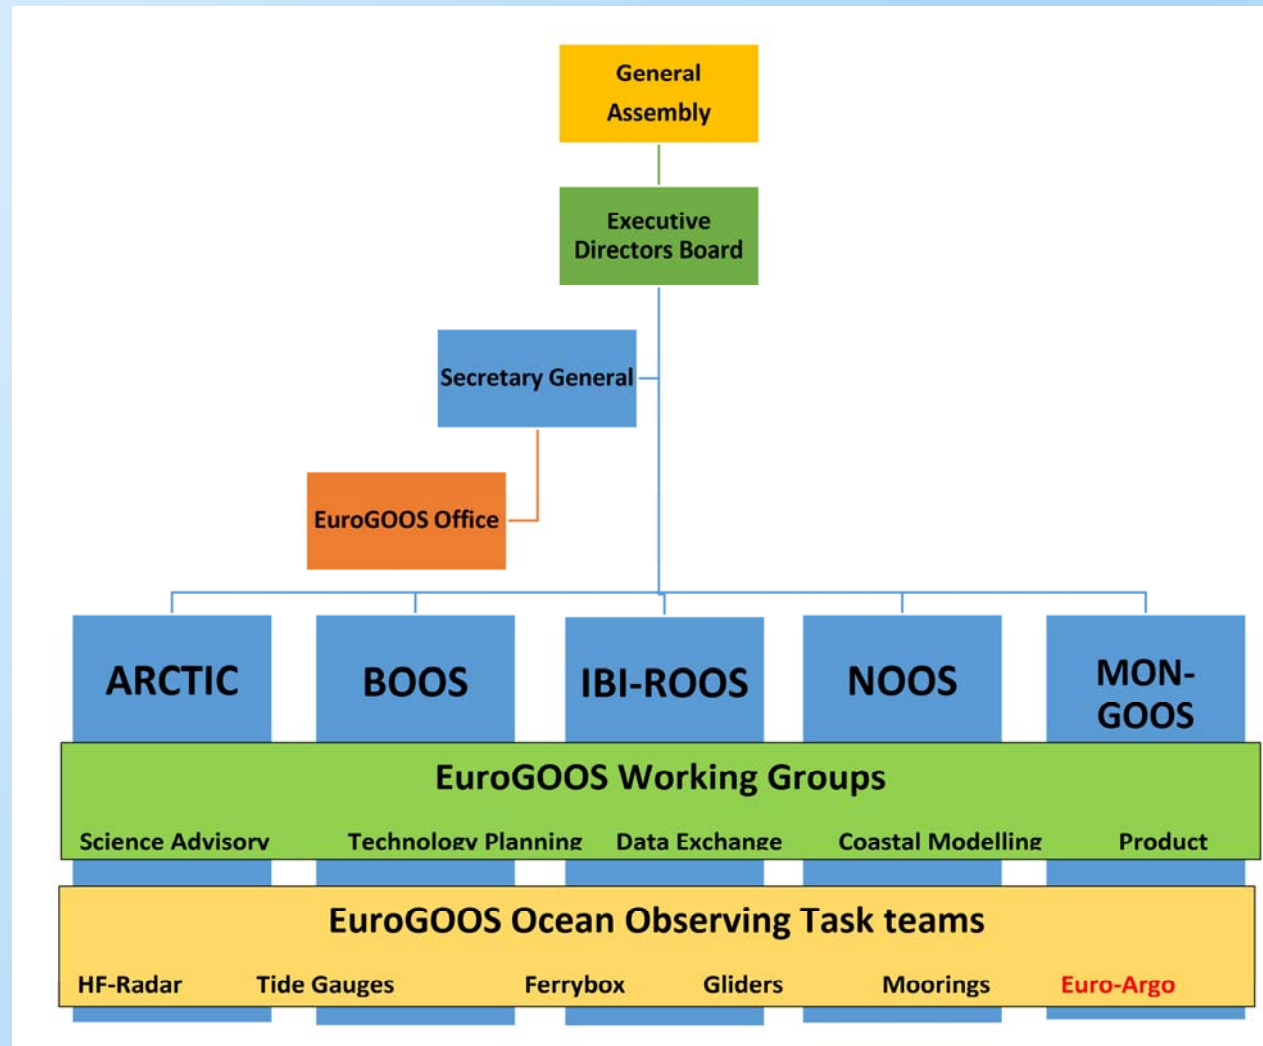 General
Assembly
Executive
Directors Board
Secretary General
EuroGOOS Office
ARCTIC
BOOS
IBI-ROOS
NOOS
MON-
GOOS
EuroGOOS Working Groups
Science Advisory
Technology Planning
Data Exchange
Coastal Modelling
Product
EuroGOOS Ocean Observing Task teams
HF-Radar
Tide Gauges
Ferrybox
Gliders
Moorings
Euro-Argo